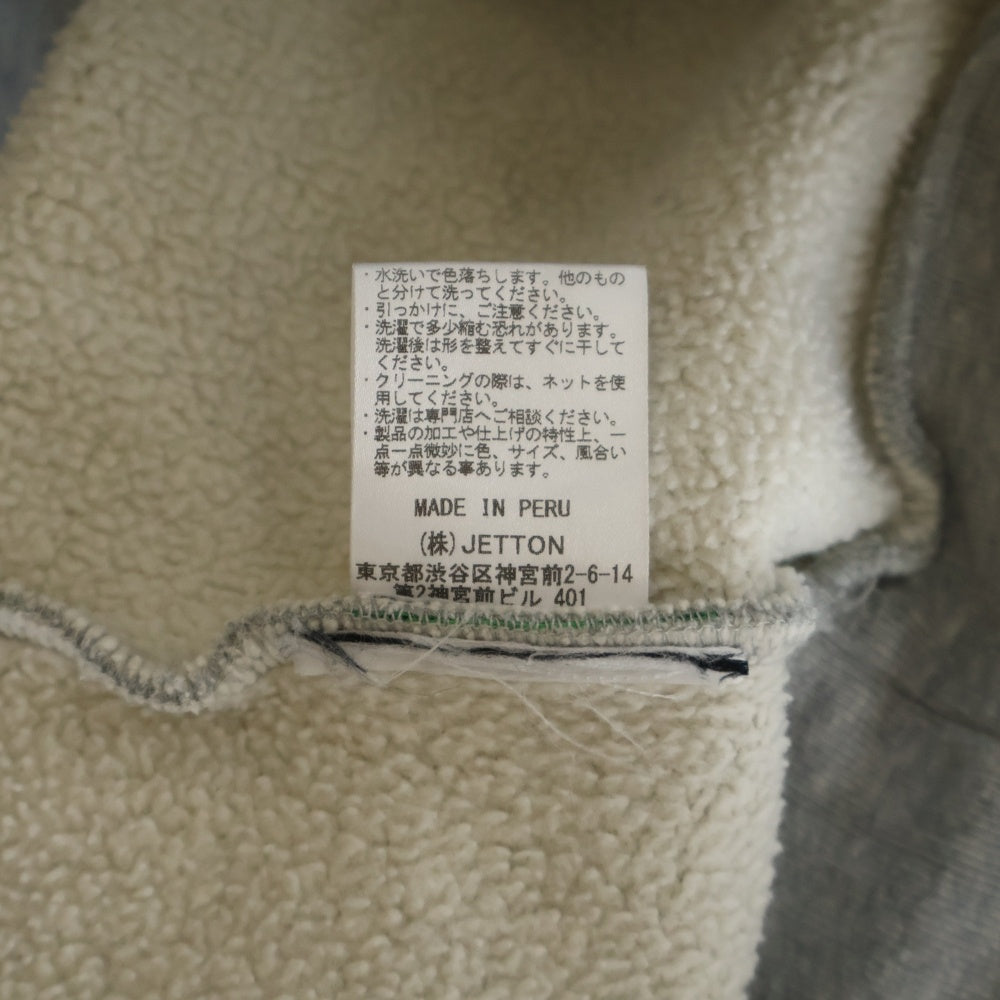 ・水洗いで色落ちします。他のもの
と分けて洗ってください。
・引っかけに、ご注意ください。
・洗濯で多少縮む恐れがあります。
洗濯後は形を整えてすぐに干して
ください。
・クリーニングの際は、ネットを使
用してください。
・洗濯は専門店へご相談ください。
・製品の加工や仕上げの特性上、一
点一点微妙に色、サイズ、風合い
等が異なる事あります。
MADE IN PERU
(株)JETTON
東京都渋谷区神宮前2-6-14
第2神宮前ビル 401